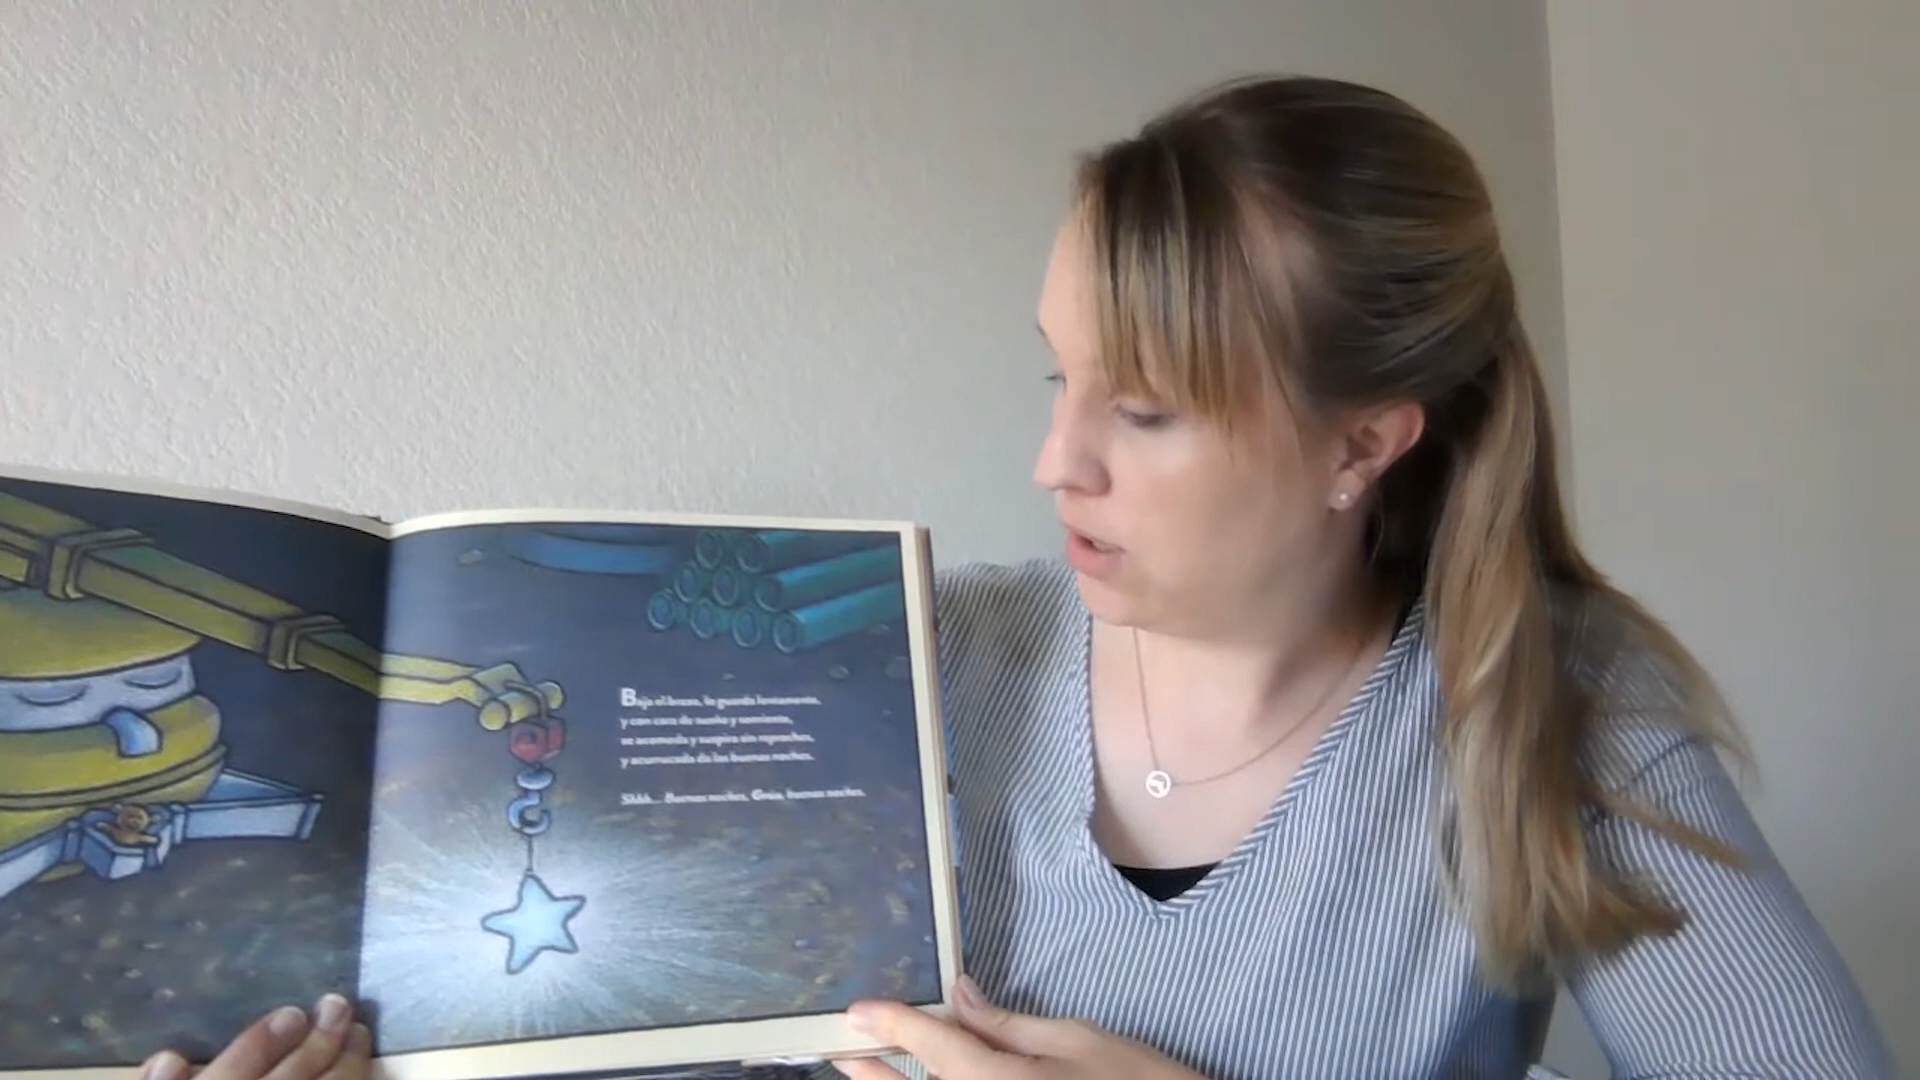 Baja el brazo, lo guarda lentamente,
y con cara de sueño y sonriente,
se acomoda y suspira sin reproches,
y acurrucada da las buenas noches.
Shhh... Buenas noches, Grúa, buenas noches.